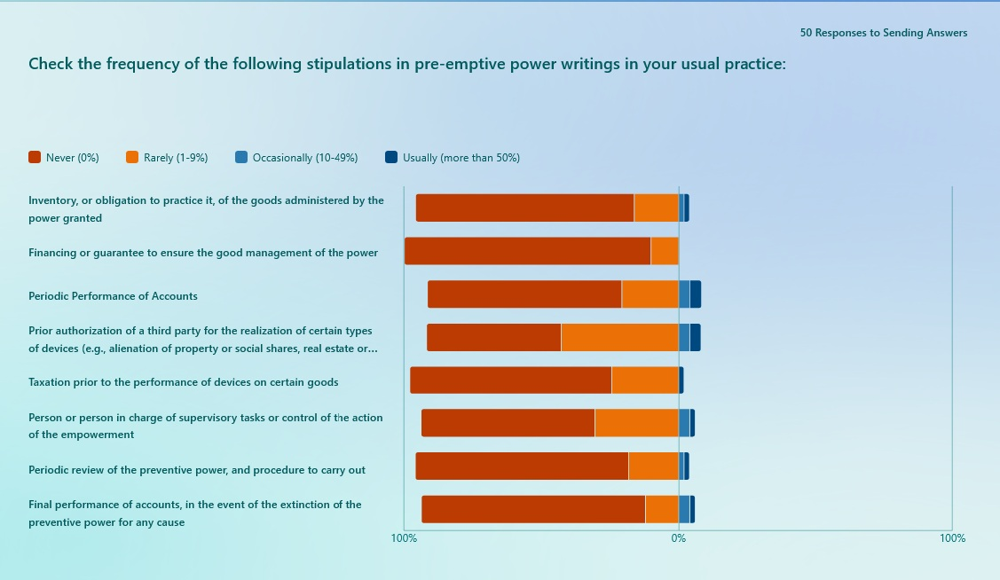 50 Responses to Sending Answers
Check the frequency of the following stipulations in pre-emptive power writings in your usual practice:
Never (0%)
Rarely (1-9%)
Occasionally (10-49%)
Usually (more than 50%)
Inventory, or obligation to practice it, of the goods administered by the
power granted
Financing or guarantee to ensure the good management of the power
Periodic Performance of Accounts
Prior authorization of a third party for the realization of certain types
of devices (e.g., alienation of property or social shares, real estate or...
Taxation prior to the performance of devices on certain goods
Person or person in charge of supervisory tasks or control of the action
of the empowerment
Periodic review of the preventive power, and procedure to carry out
Final performance of accounts, in the event of the extinction of the
preventive power for any cause
100%
0%
100%